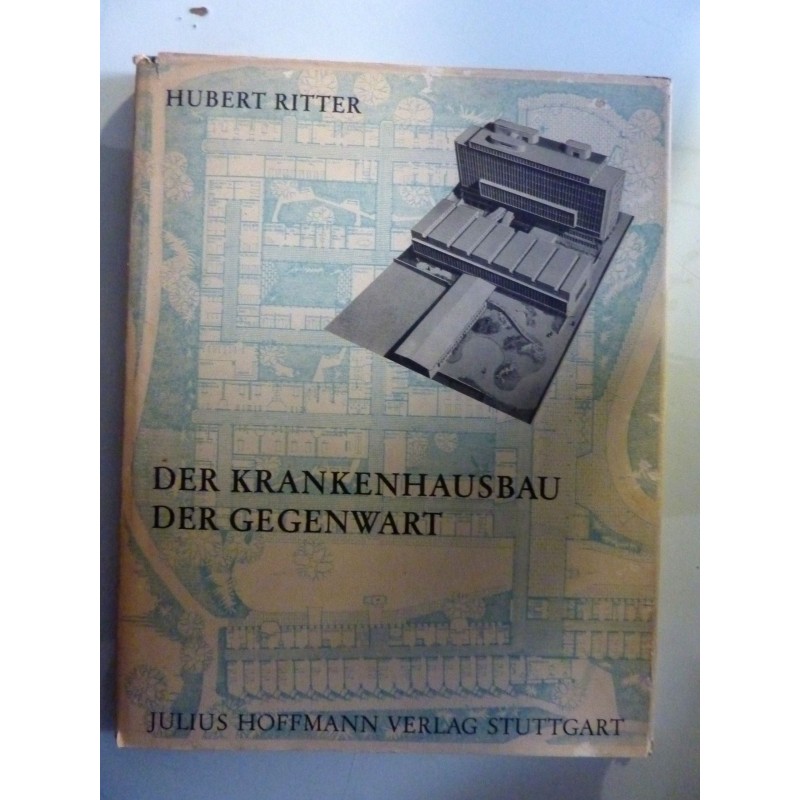 HUBERT RITTER
DER KRANKENHAUSBAU
DER GEGENWART
JULIUS HOFFMANN VERLAG STUTTGART